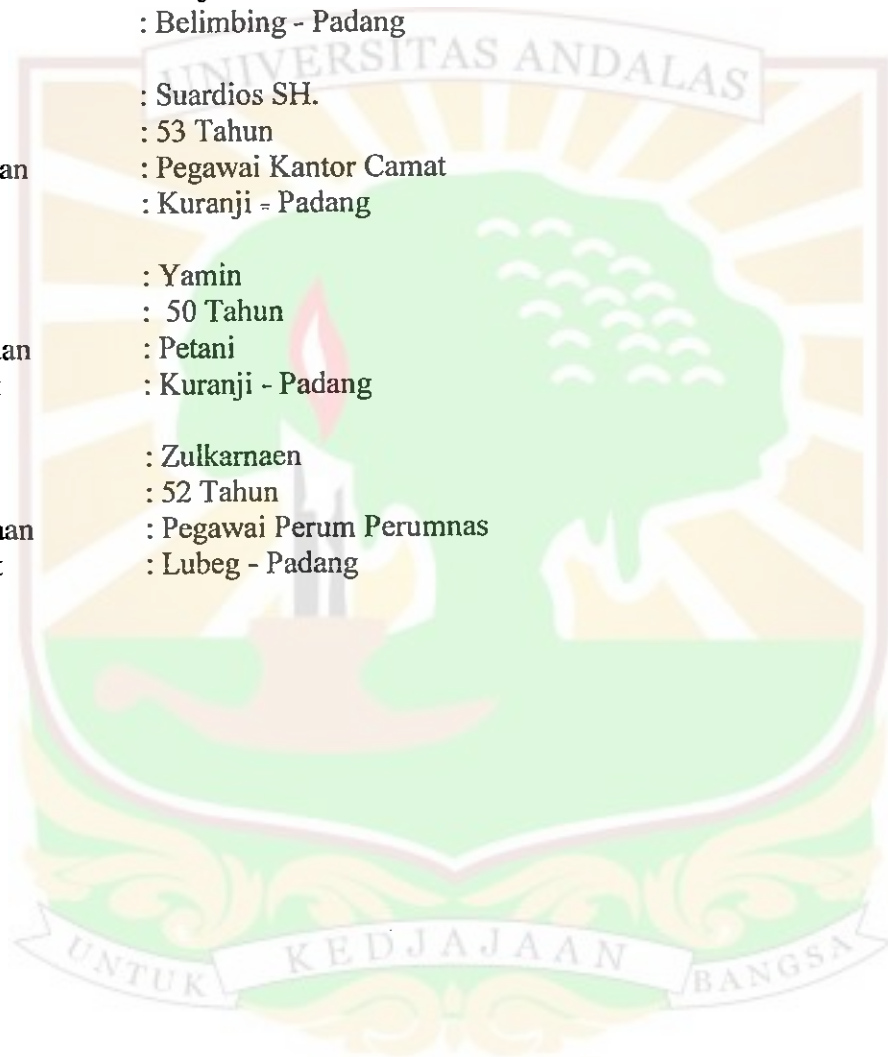 : Belimbing - Padang
UNIVERSITAS ANDALAS
: Suardios SH.
: 53 Tahun
an : Pegawai Kantor Camat
: Kuranji - Padang
: Yamin
: 50 Tahun
an : Petani
: Kuranji - Padang
: Zulkarnaen
: 52 Tahun
aan : Pegawai Perum Perumnas
t : Lubeg - Padang
UNTUK KEDJAJAAN BANGSA